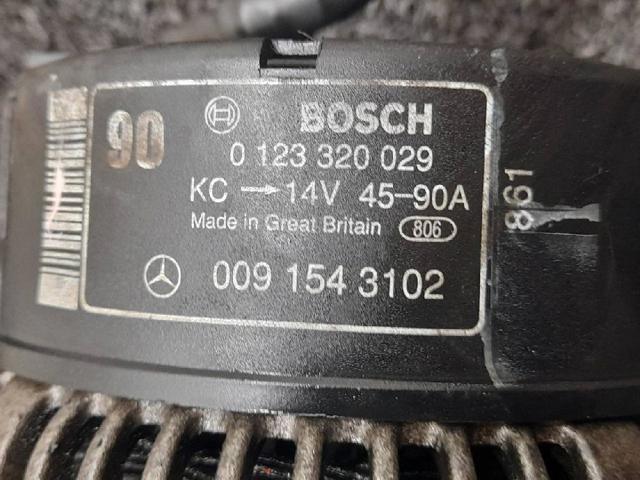 90 BOSCH
0 123 320 029
KC → 14V 45-90A
Made in Great Britain 806
009 154 3102
861